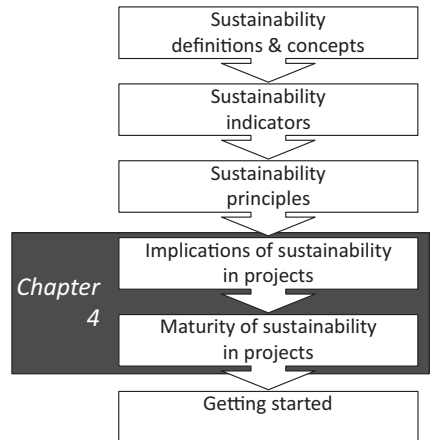 Sustainability
definitions & concepts
Sustainability
indicators
Sustainability
principles
Chapter
4
Implications of sustainability
in projects
Maturity of sustainability
in projects
Getting started